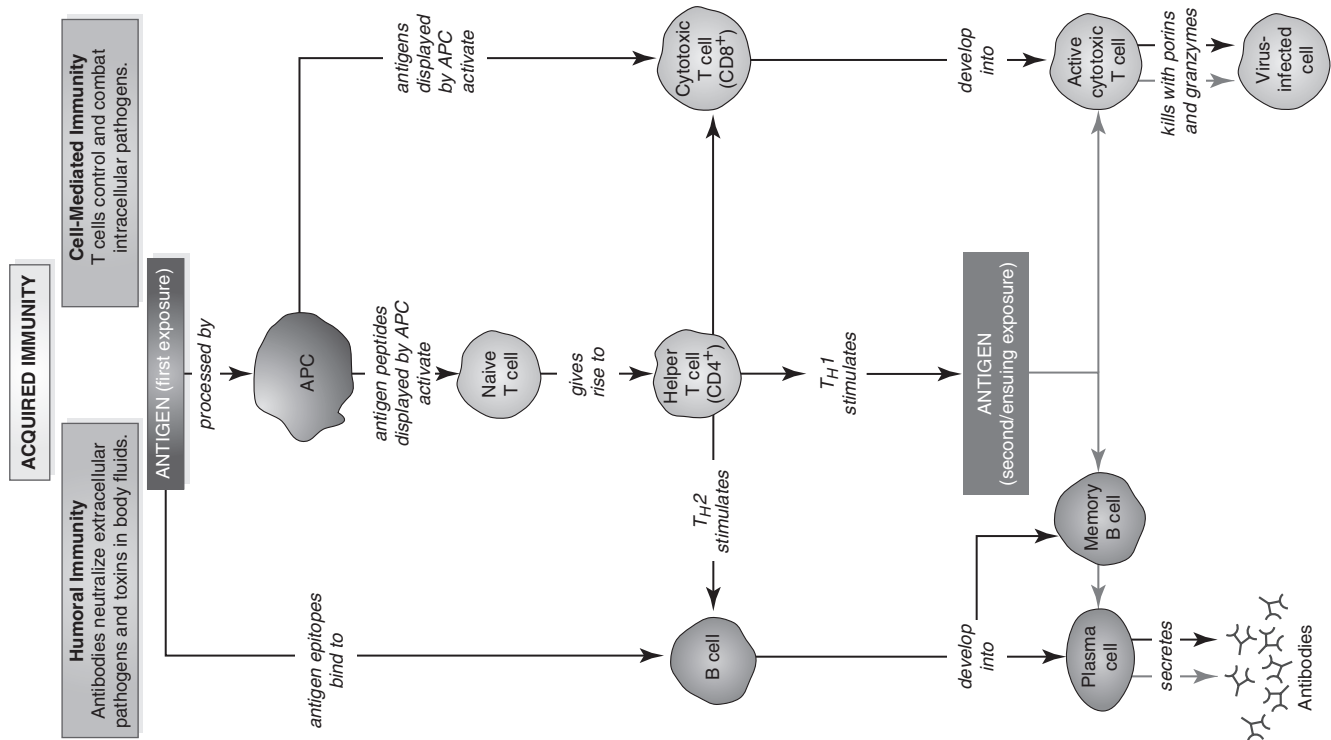 ACQUIRED IMMUNITY
Humoral Immunity
Antibodies neutralize extracellular
pathogens and toxins in body fluids.
Cell-Mediated Immunity
T cells control and combat
intracellular pathogens.
ANTIGEN (first exposure)
processed by
APC
antigen epitopes
bind to
antigen peptides
displayed by APC
activate
antigens
displayed
by APC
activate
Naive
T cell
gives
rise to
B cell
TH2
stimulates
Helper
T cell
(CD4+)
Cytotoxic
T cell
(CD8+)
TH1
stimulates
develop
into
ANTIGEN
(second/ensuing exposure)
develop
into
Plasma
cell
Memory
B cell
Active
cytotoxic
T cell
secretes
kills with porins
and granzymes
Antibodies
Virus-
infected
cell